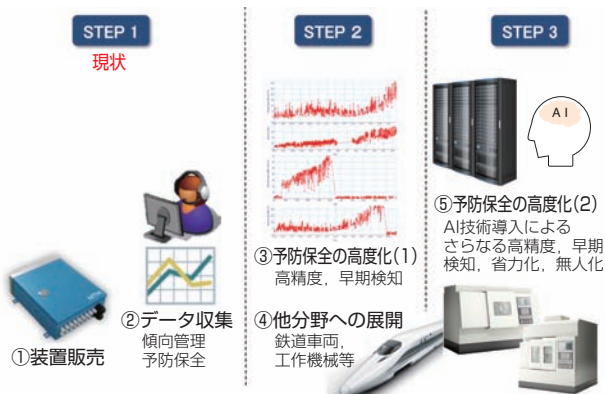 STEP 1
現状
①装置販売
②データ収集
傾向管理
予防保全
STEP 2
③予防保全の高度化(1)
高精度，早期検知
④他分野への展開
鉄道車両，
工作機械等
STEP 3
AI
⑤予防保全の高度化(2)
AI技術導入による
さらなる高精度，早期
検知，省力化，無人化